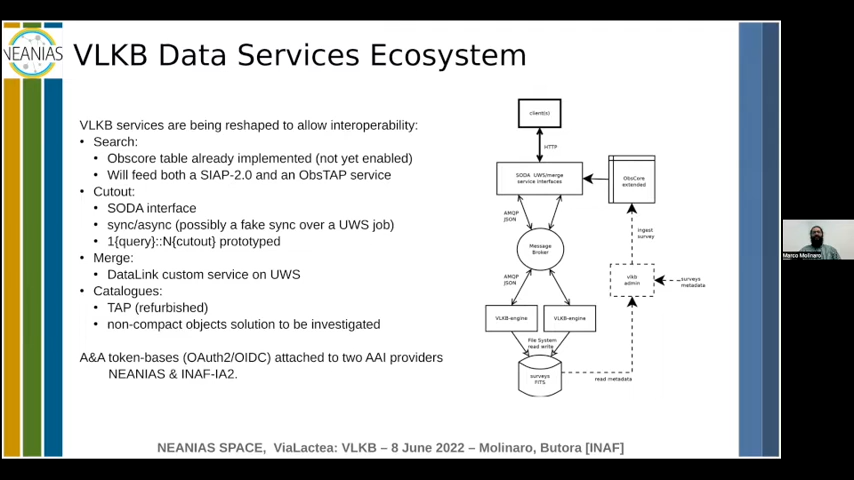 NEANIAS
VLKB Data Services Ecosystem
VLKB services are being reshaped to allow interoperability:
• Search:
• Obscore table already implemented (not yet enabled)
• Will feed both a SIAP-2.0 and an ObsTAP service
• Cutout:
• SODA interface
• sync/async (possibly a fake sync over a UWS job)
• 1{query}::N{cutout} prototyped
• Merge:
• DataLink custom service on UWS
• Catalogues:
• TAP (refurbished)
• non-compact objects solution to be investigated
A&A token-bases (OAuth2/OIDC) attached to two AAI providers
NEANIAS & INAF-IA2.
client(s)
HTTP
SODA UWS/merge
service interfaces
ObsCore
extended
AMQP
JSON
ingest
survey
Message
Broker
AMQP
JSON
vlkb
admin
surveys
metadata
VLKB-engine
VLKB-engine
File System
read write
surveys
FITS
read metadata
NEANIAS SPACE, ViaLactea: VLKB – 8 June 2022 – Molinaro, Butora [INAF]
Marco Molinaro